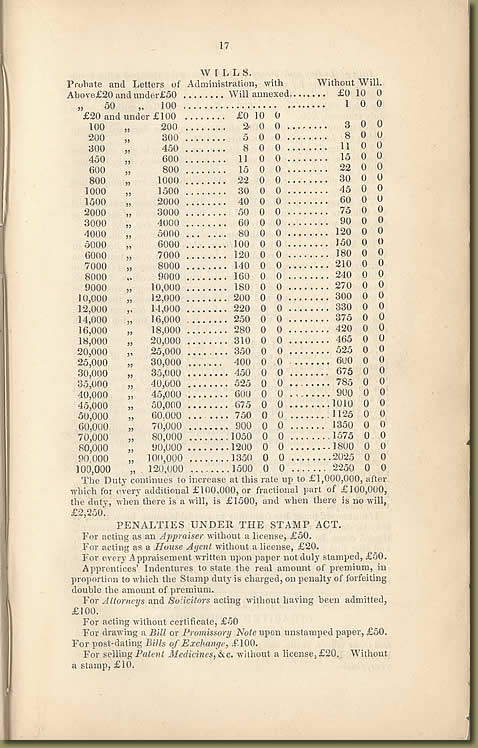 17
WILLS.
Probate and Letters of Administration, with Without Will.
Above£20 and under£50 ........ Will annexed....... £0 10 0
„ 50 „ 100 ................ ........ 1 0 0
£20 and under £100 ........ £0 10 0
100 „ 200 ........ 2 0 0 ........ 3 0 0
200 „ 300 ........ 5 0 0 ........ 8 0 0
300 „ 450 ........ 8 0 0 ........ 11 0 0
450 „ 600 ........ 11 0 0 ........ 15 0 0
600 „ 800 ........ 15 0 0 ........ 22 0 0
800 „ 1000 ........ 22 0 0 ........ 30 0 0
1000 „ 1500 ........ 30 0 0 ........ 45 0 0
1500 „ 2000 ........ 40 0 0 ........ 60 0 0
2000 „ 3000 ........ 50 0 0 ........ 75 0 0
3000 „ 4000 ........ 60 0 0 ........ 90 0 0
4000 „ 5000 ........ 80 0 0 ........ 120 0 0
5000 „ 6000 ........ 100 0 0 ........ 150 0 0
6000 „ 7000 ........ 120 0 0 ........ 180 0 0
7000 „ 8000 ........ 140 0 0 ........ 210 0 0
8000 „ 9000 ........ 160 0 0 ........ 240 0 0
9000 „ 10,000 ........ 180 0 0 ........ 270 0 0
10,000 „ 12,000 ........ 200 0 0 ........ 300 0 0
12,000 „ 14,000 ........ 220 0 0 ........ 330 0 0
14,000 „ 16,000 ........ 250 0 0 ........ 375 0 0
16,000 „ 18,000 ........ 280 0 0 ........ 420 0 0
18,000 „ 20,000 ........ 310 0 0 ........ 465 0 0
20,000 „ 25,000 ........ 350 0 0 ........ 525 0 0
25,000 „ 30,000 ....... 400 0 0 ........ 600 0 0
30,000 „ 35,000 ........ 450 0 0 ........ 675 0 0
35,000 „ 40,000 ........ 525 0 0 ........ 785 0 0
40,000 „ 45,000 ........ 600 0 0 ........ 900 0 0
45,000 „ 50,000 ........ 675 0 0 ........1010 0 0
50,000 „ 60.000 ........ 750 0 0 ........1125 0 0
60,000 „ 70,000 ........ 900 0 0 ........1350 0 0
70,000 „ 80,000 ........1050 0 0 ........1575 0 0
80,000 „ 90,000 ........1200 0 0 ........1800 0 0
90.000 „ 100,000 ........1350 0 0 ........2025 0 0
100,000 „ 120,000 ........1500 0 0 ........2250 0 0
The Duty continues to increase at this rate up to £1,000,000, after
which for every additional £100,000, or fractional part of £100,000,
the duty, when there is a will, is £1500, and when there is no will,
£2,250.
PENALTIES UNDER THE STAMP ACT.
For acting as an Appraiser without a license, £50.
For acting as a House Agent without a license, £20.
For every Appraisement written upon paper not duly stamped, £50.
Apprentices' Indentures to state the real amount of premium, in
proportion to which the Stamp duty is charged, on penalty of forfeiting
double the amount of premium.
For Attorneys and Solicitors acting without having been admitted,
£100.
For acting without certificate, £50
For drawing a Bill or Promissory Note upon unstamped paper, £50.
For post-dating Bills of Exchange, £100.
For selling Patent Medicines, &c. without a license, £20. Without
a stamp, £10.